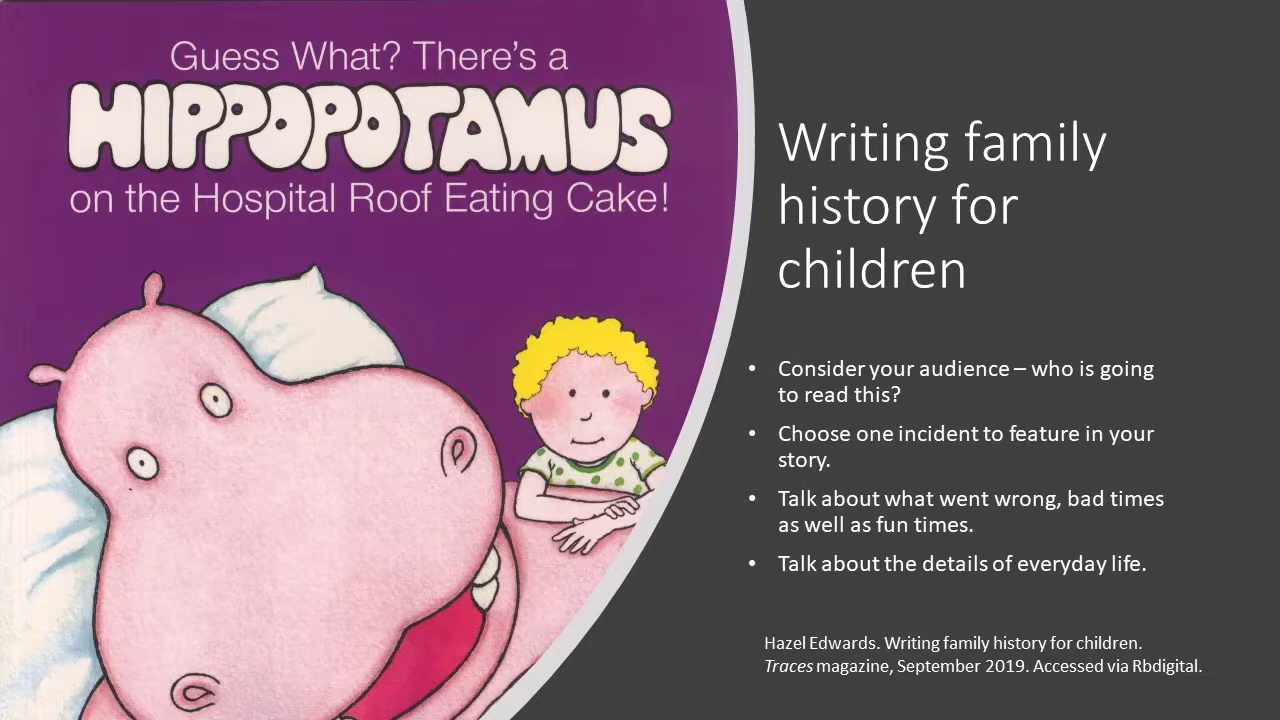 Guess What? There's a
HIPPOPOTAMUS
on the Hospital Roof Eating Cake!
Writing family
history for
children
• Consider your audience – who is going
to read this?
• Choose one incident to feature in your
story.
• Talk about what went wrong, bad times
as well as fun times.
• Talk about the details of everyday life.
Hazel Edwards. Writing family history for children.
Traces magazine, September 2019. Accessed via Rbdigital.